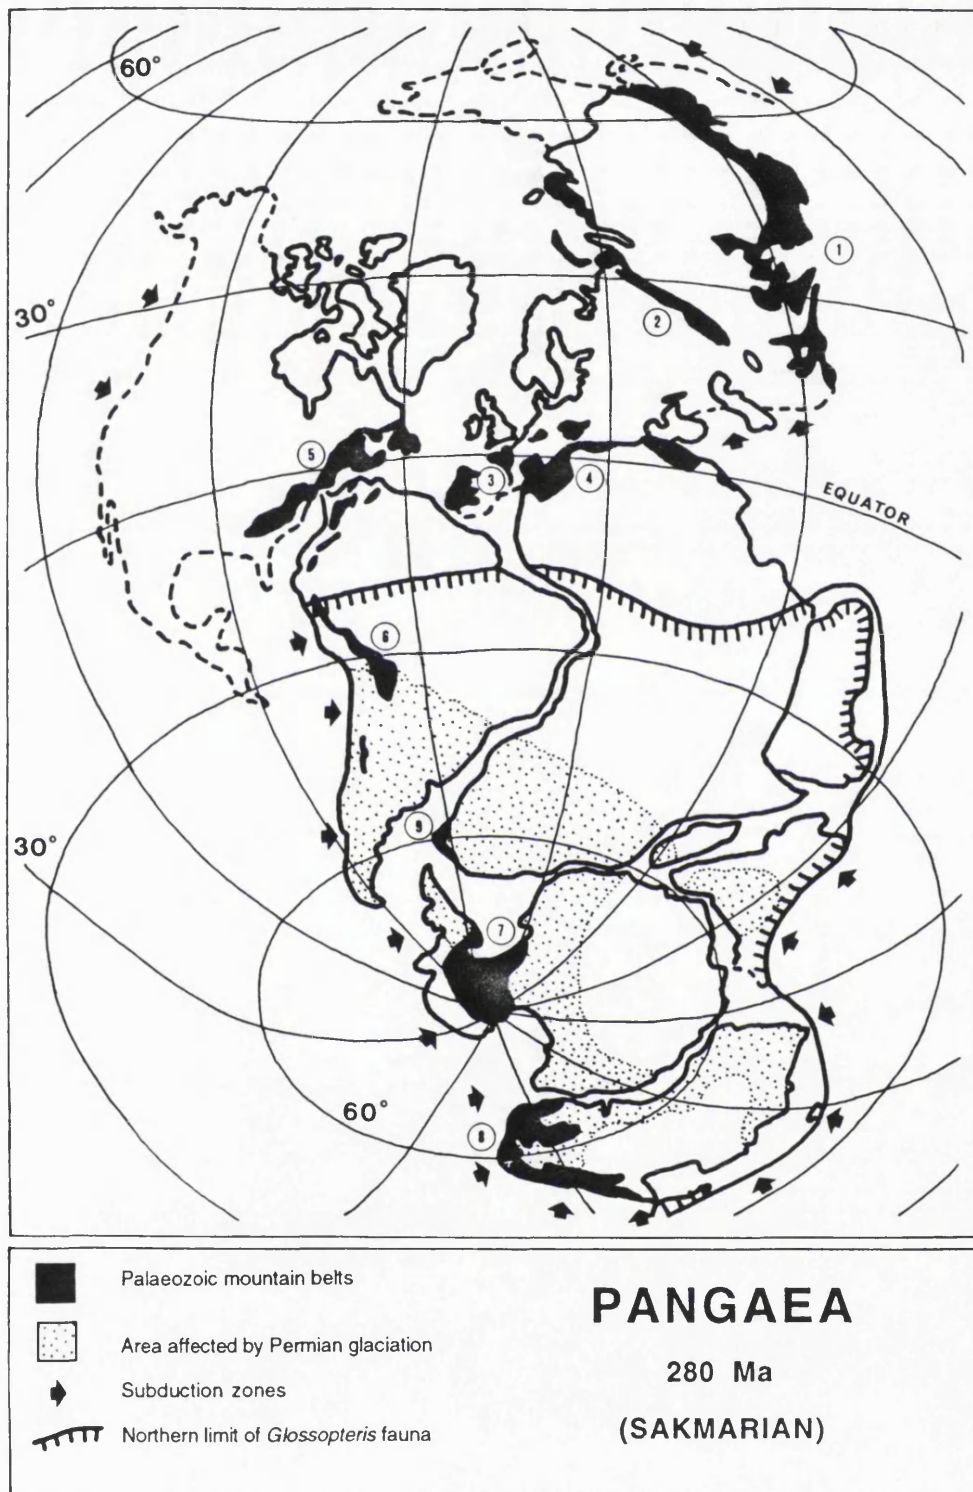 60°
1
30°
2
5
3
4
EQUATOR
6
30°
9
7
60°
8
Palaeozoic mountain belts
Area affected by Permian glaciation
Subduction zones
Northern limit of Glossopteris fauna
PANGAEA
280 Ma
(SAKMARIAN)